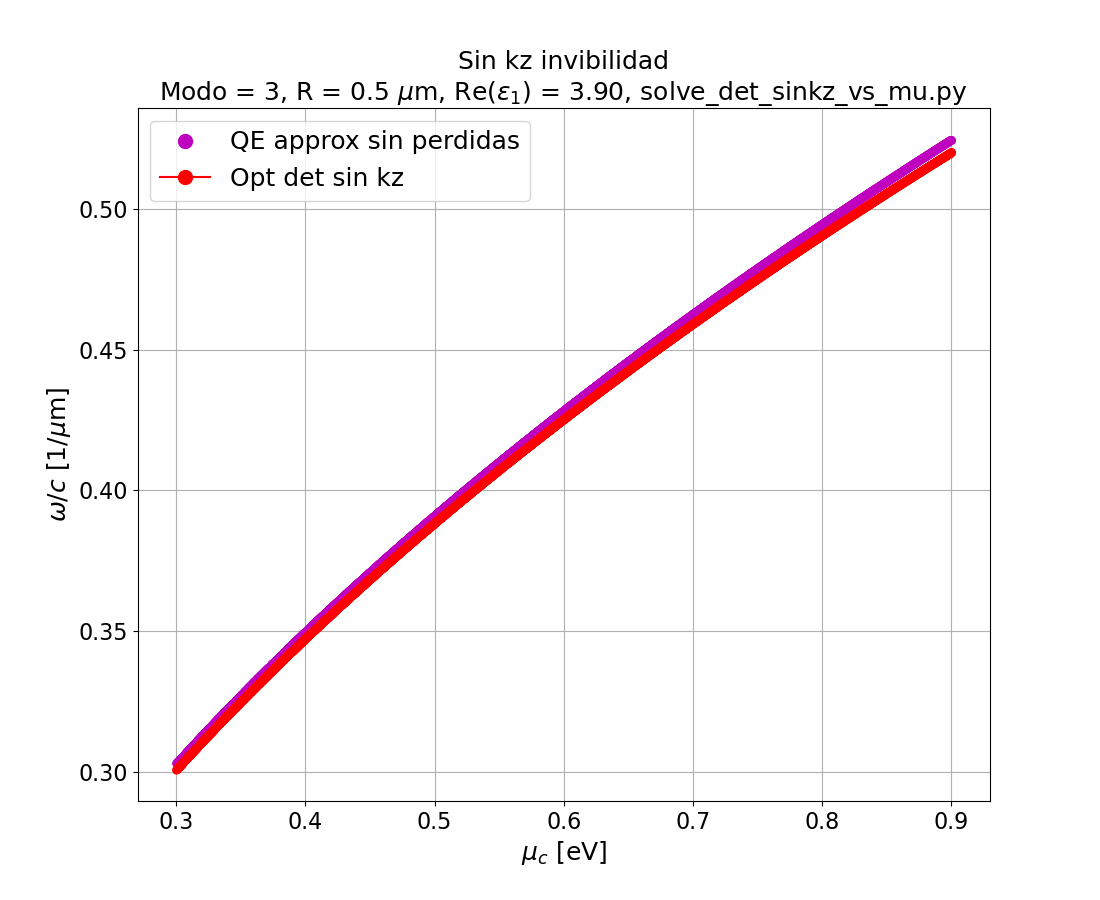 Sin kz invibilidad
Modo = 3, R = 0.5 μm, Re(ε₁) = 3.90, solve_det_sinkz_vs_mu.py
QE approx sin perdidas
Opt det sin kz
0.50
0.45
0.40
0.35
0.30
ω/c [1/μm]
0.3 0.4 0.5 0.6 0.7 0.8 0.9
μ_c [eV]